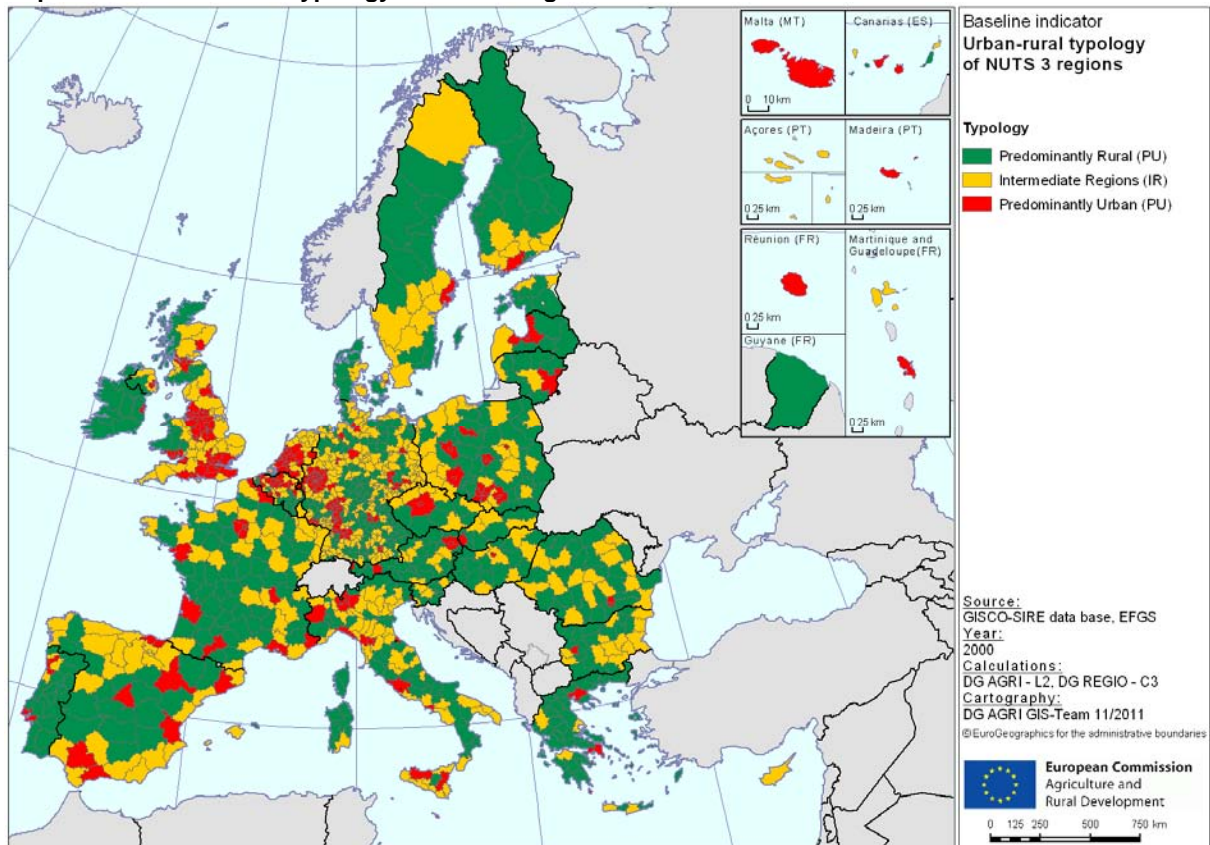 Baseline indicator
Urban-rural typology
of NUTS 3 regions
Typology
Predominantly Rural (PU)
Intermediate Regions (IR)
Predominantly Urban (PU)
Malta (MT)
0 10 km
Canarias (ES)
Açores (PT)
0 25 km
Madeira (PT)
0 25 km
Réunion (FR)
0 25 km
Martinique and
Guadeloupe(FR)
0 25 km
Guyane (FR)
Source:
GISCO-SIRE data base, EFGS
Year:
2000
Calculations:
DG AGRI - L2, DG REGIO - C3
Cartography:
DG AGRI GIS-Team 11/2011
©EuroGeographics for the administrative boundaries
European Commission
Agriculture and
Rural Development
0 125 250 500 750 km